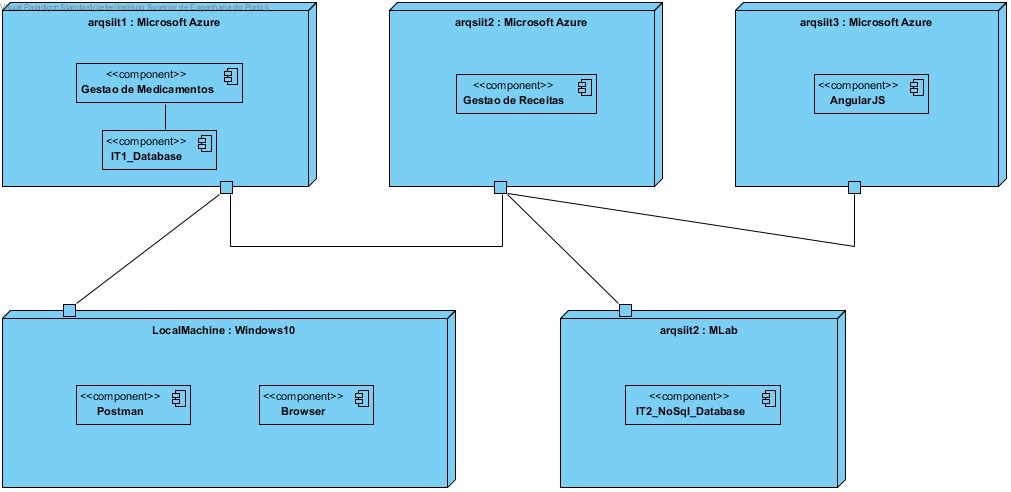 Visual Paradigm Standard(peter(Instituto Superior de Engenharia do Porto))
arqsiit1 : Microsoft Azure
<<component>>
Gestao de Medicamentos
<<component>>
IT1_Database
arqsiit2 : Microsoft Azure
<<component>>
Gestao de Receitas
arqsiit3 : Microsoft Azure
<<component>>
AngularJS
LocalMachine : Windows10
<<component>>
Postman
<<component>>
Browser
arqsiit2 : MLab
<<component>>
IT2_NoSql_Database